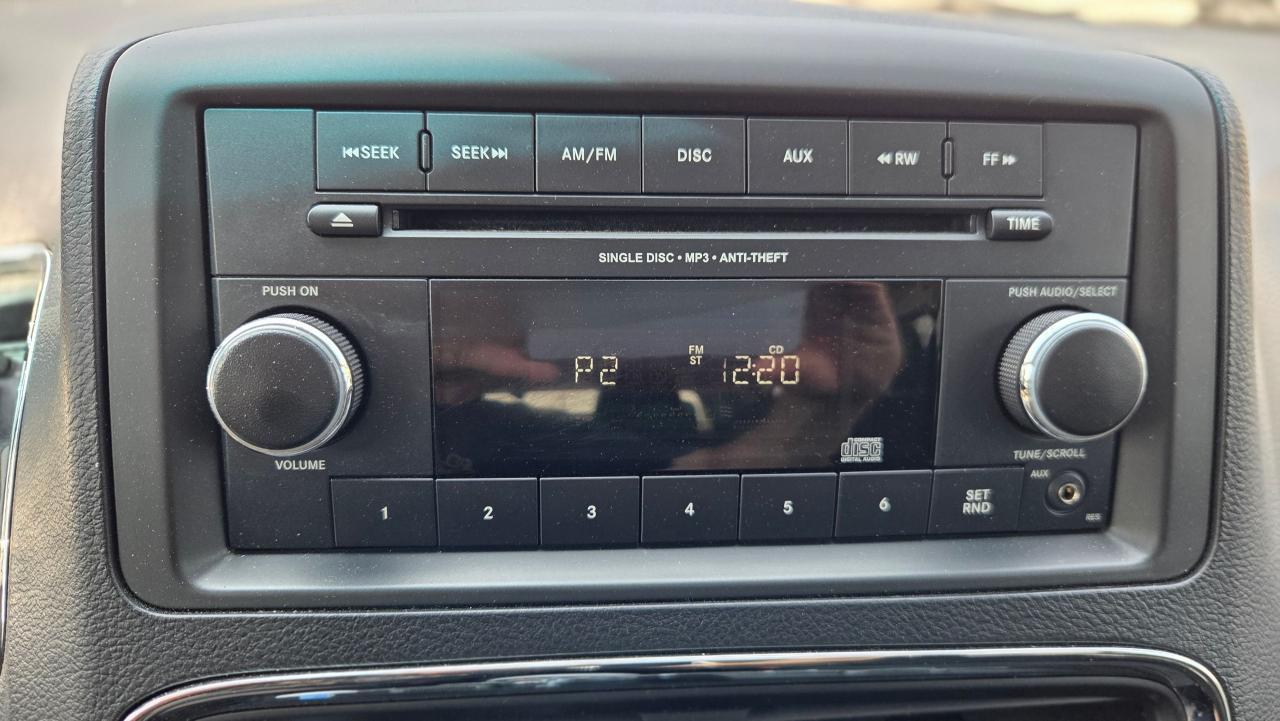 ⏮SEEK SEEK⏭ AM/FM DISC AUX ◀◀ RW FF ▶▶
TIME
SINGLE DISC • MP3 • ANTI-THEFT
PUSH ON
PUSH AUDIO/SELECT
P2 FM ST 12:20 CD
COMPACT
disc
DIGITAL AUDIO
VOLUME
TUNE/SCROLL
AUX
1 2 3 4 5 6 SET RND
RES